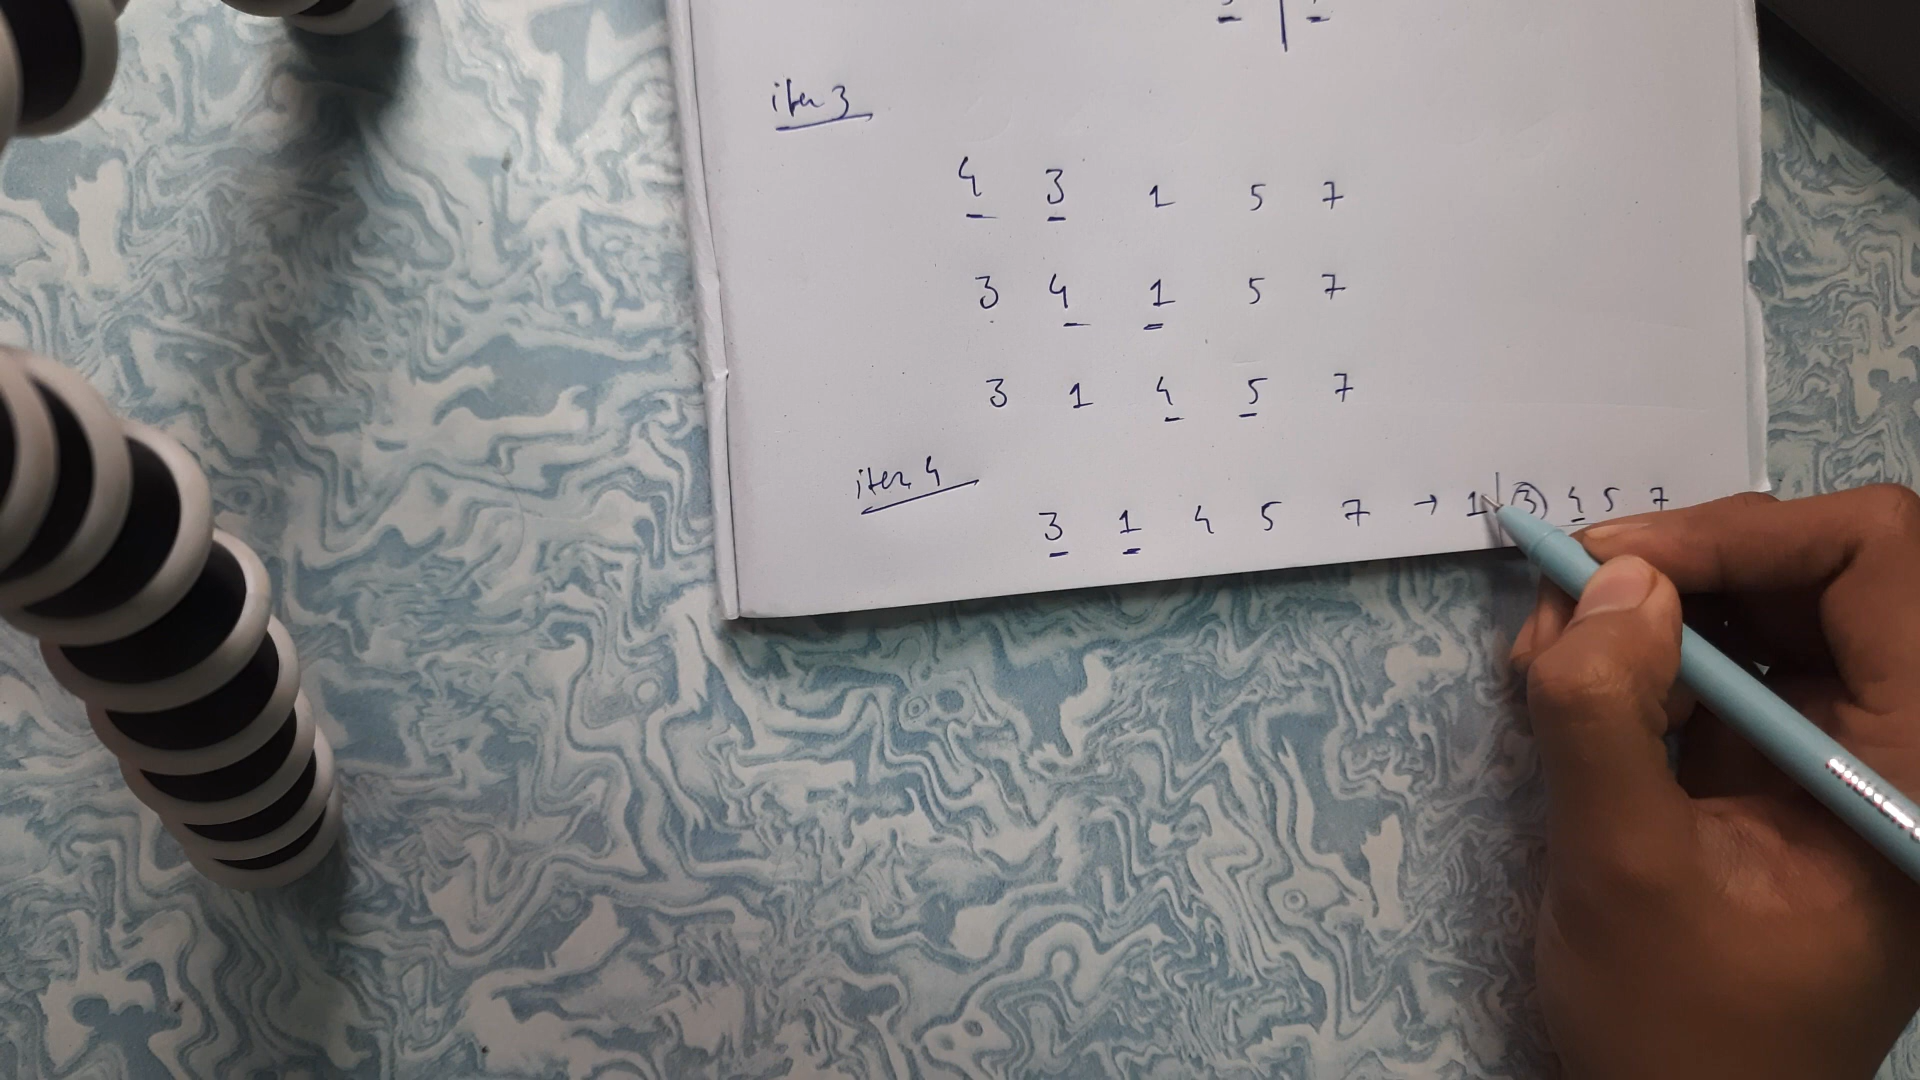 iter 3
4 3 1 5 7
3 4 1 5 7
3 1 4 5 7
iter 4
3 1 4 5 7 → 1 | 3 4 5 7